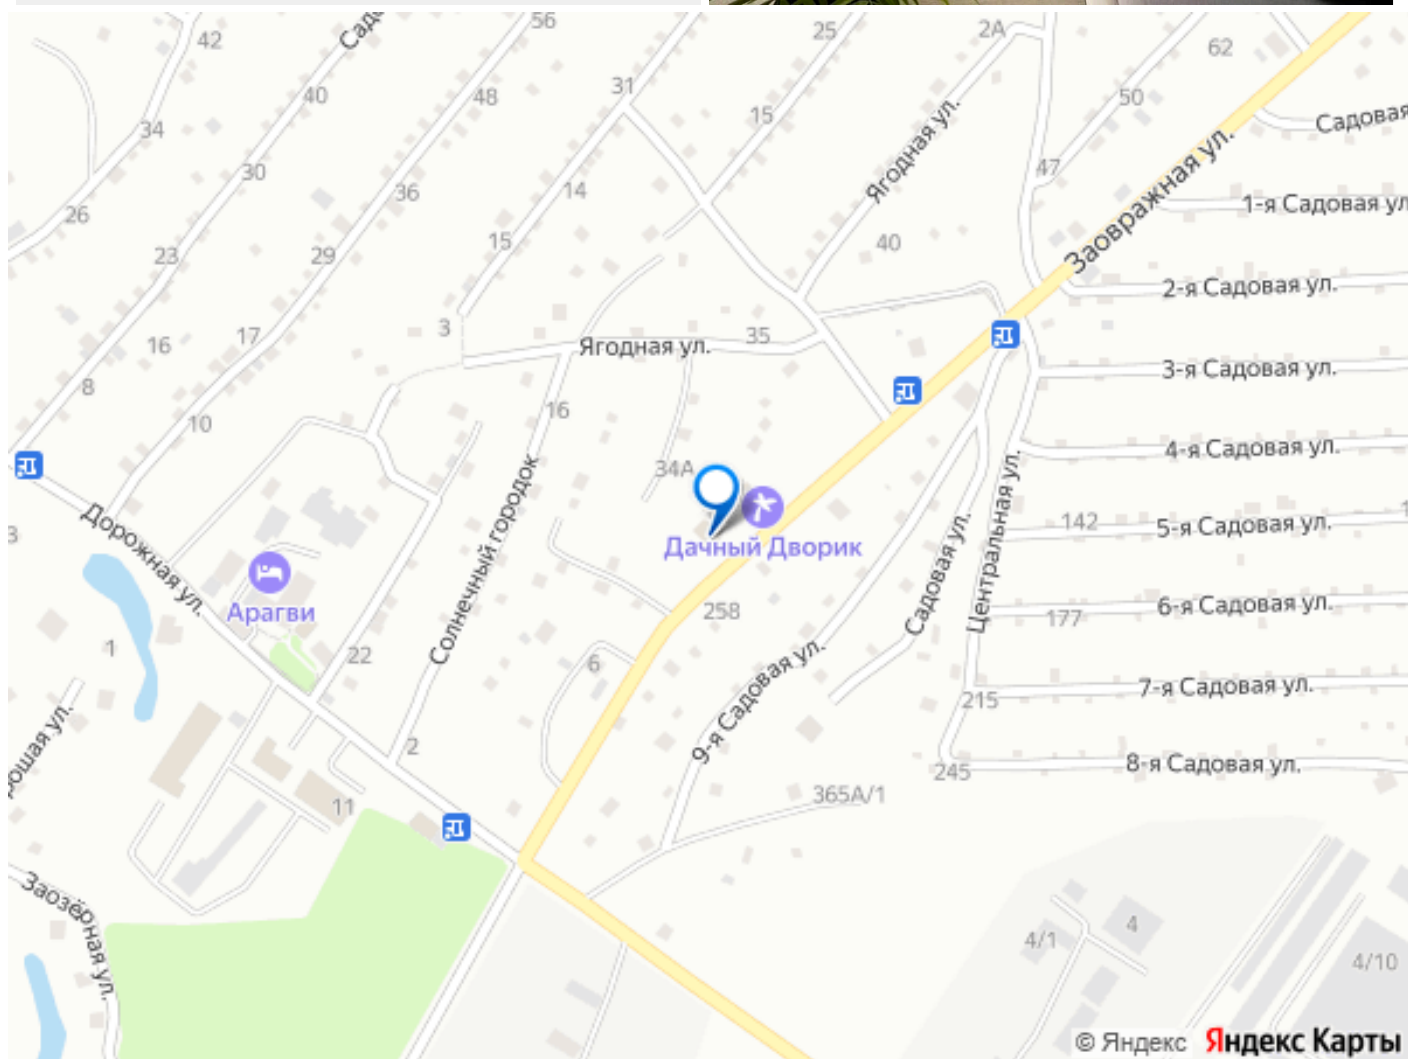 42
Садо
56
25
2А
62
40
48
31
15
50
Садовая
34
Ягодная ул.
30
36
14
47
Заовражная ул.
26
1-я Садовая ул
23
29
15
40
2-я Садовая ул.
16
17
3
Ягодная ул.
35
8
3-я Садовая ул.
10
16
4-я Садовая ул.
34А
Дорожная ул.
Солнечный городок
Дачный Дворик
Садовая ул.
Центральная ул.
142
5-я Садовая ул.
1
3
Арагви
258
177
6-я Садовая ул.
1
22
6
9-я Садовая ул.
215
7-я Садовая ул.
рошая ул.
2
245
8-я Садовая ул.
11
365А/1
Заозёрная ул.
4/1
4
4/10
© Яндекс Яндекс Карты